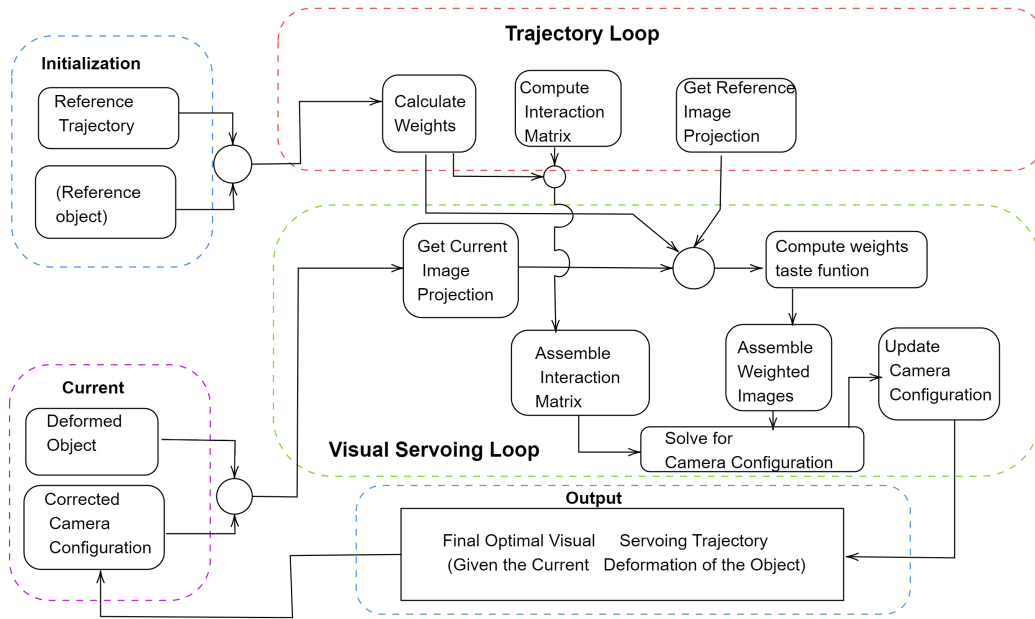 Trajectory Loop
Initialization
Reference
Trajectory
(Reference
object)
Calculate
Weights
Compute
Interaction
Matrix
Get Reference
Image
Projection
Get Current
Image
Projection
Compute weights
taste funtion
Assemble
Interaction
Matrix
Assemble
Weighted
Images
Update
Camera
Configuration
Solve for
Camera Configuration
Visual Servoing Loop
Current
Deformed
Object
Corrected
Camera
Configuration
Output
Final Optimal Visual Servoing Trajectory
(Given the Current Deformation of the Object)